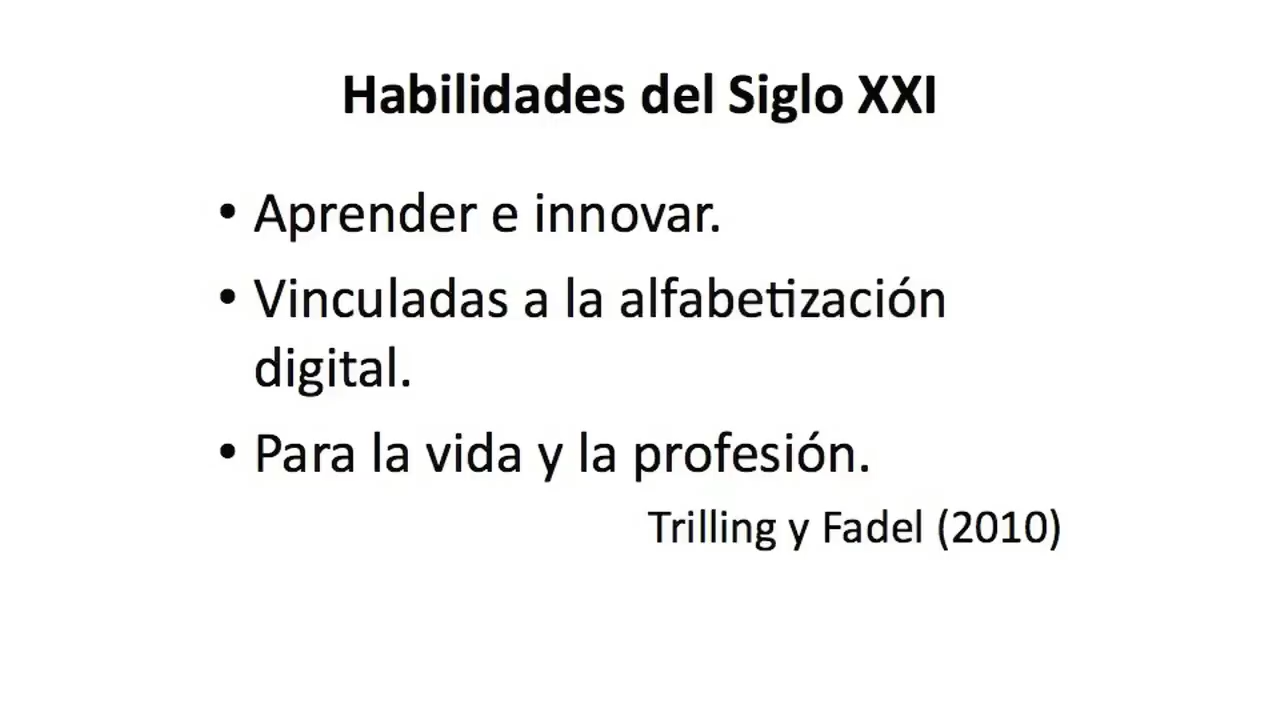 Habilidades del Siglo XXI
• Aprender e innovar.
• Vinculadas a la alfabetización
digital.
• Para la vida y la profesión.
Trilling y Fadel (2010)